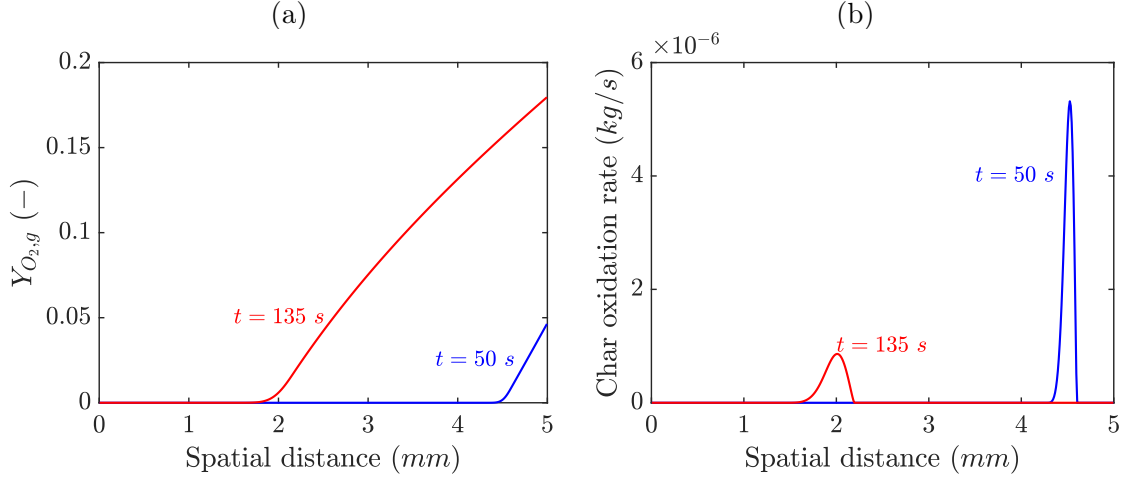 (a)
0.2
0.15
0.1
0.05
0
Y_{O_2,g} (−)
t = 135 s
t = 50 s
0 1 2 3 4 5
Spatial distance (mm)
(b)
×10^{−6}
6
4
2
0
Char oxidation rate (kg/s)
t = 50 s
t = 135 s
0 1 2 3 4 5
Spatial distance (mm)